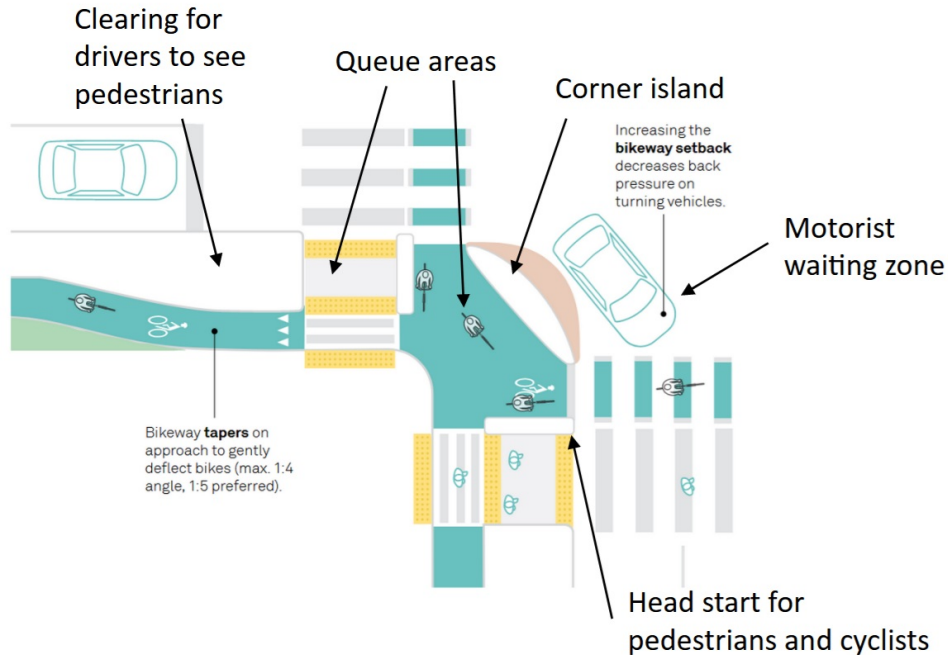 Clearing for
drivers to see
pedestrians
Queue areas
Corner island
Increasing the
bikeway setback
decreases back
pressure on
turning vehicles.
Motorist
waiting zone
Bikeway tapers on
approach to gently
deflect bikes (max. 1:4
angle, 1:5 preferred).
Head start for
pedestrians and cyclists